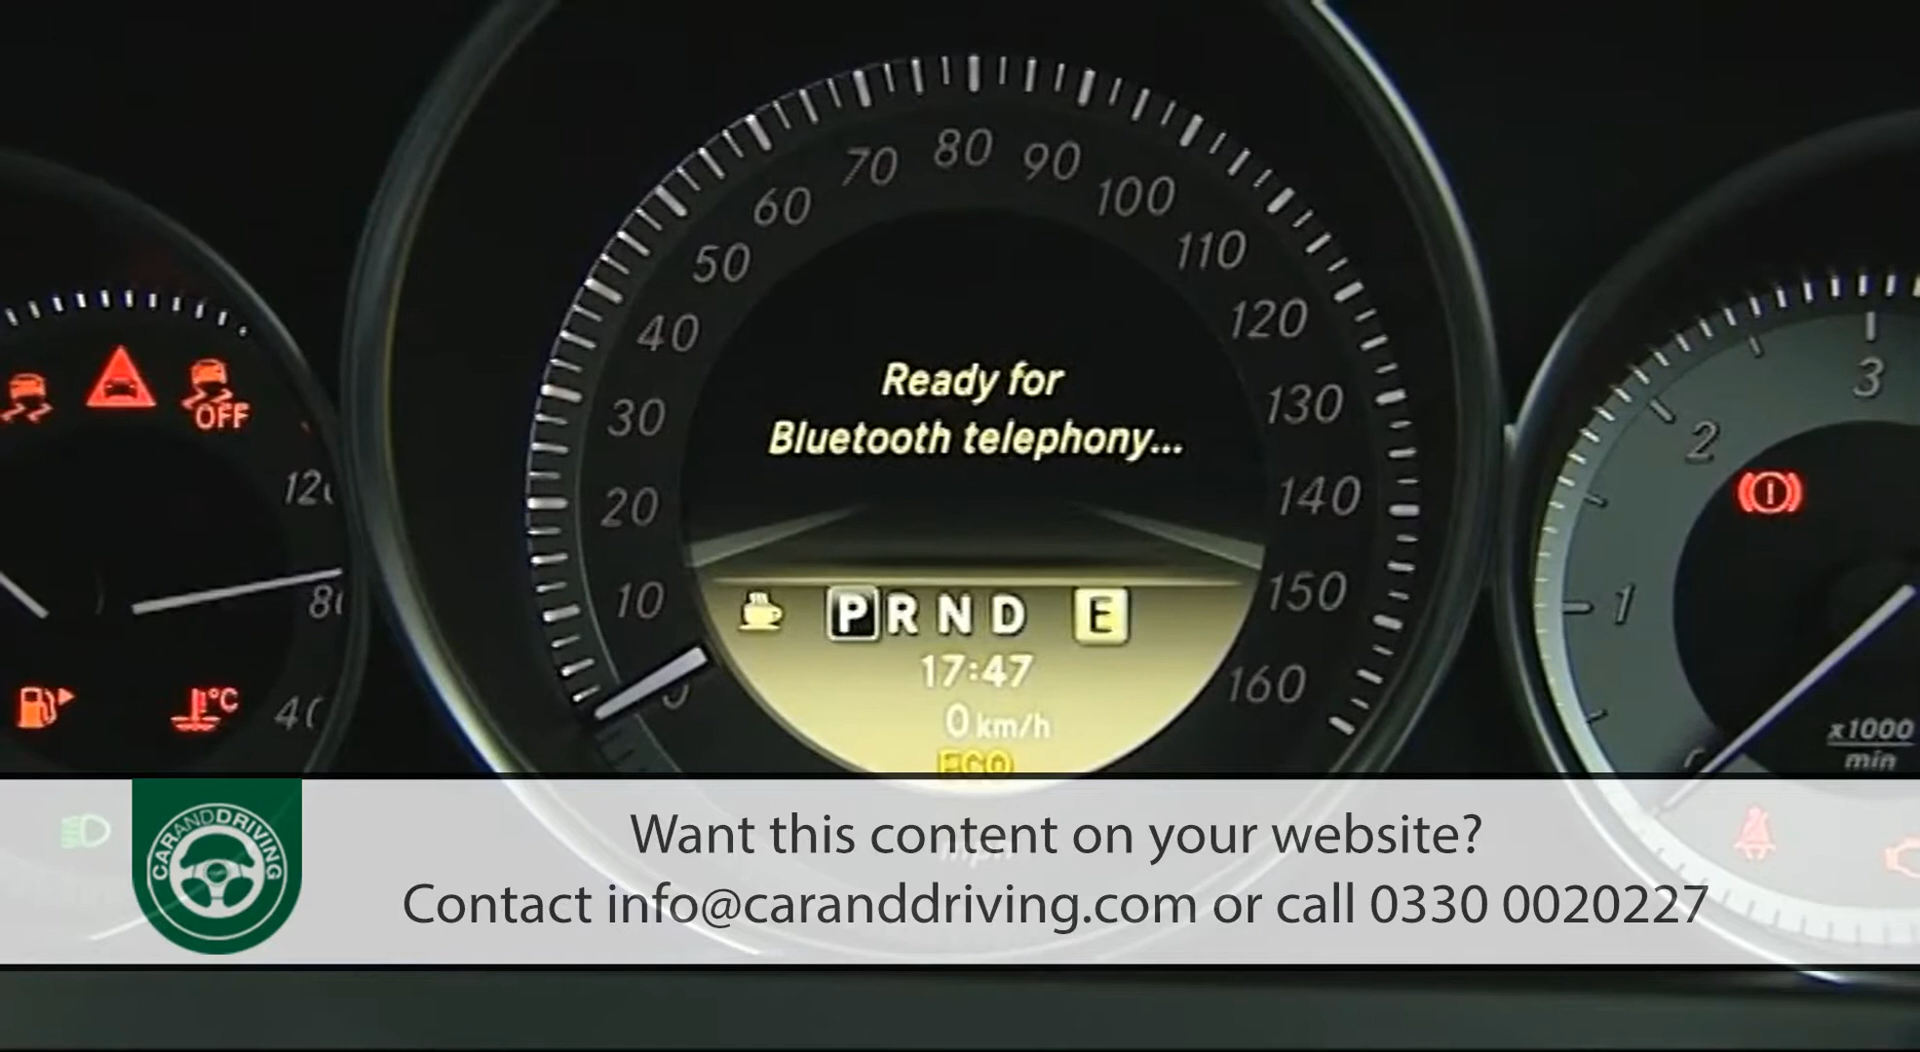 10
20
30
40
50
60
70
80
90
100
110
120
130
140
150
160
Ready for
Bluetooth telephony...
P R N D E
17:47
0 km/h
ECO
OFF
°C
1
2
3
x1000
min
CARANDDRIVING
Want this content on your website?
Contact info@caranddriving.com or call 0330 0020227